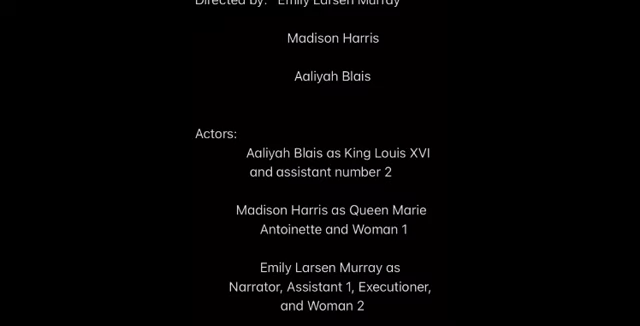 Directed by: Emily Larsen Murray
Madison Harris
Aaliyah Blais
Actors:
Aaliyah Blais as King Louis XVI
and assistant number 2
Madison Harris as Queen Marie
Antoinette and Woman 1
Emily Larsen Murray as
Narrator, Assistant 1, Executioner,
and Woman 2